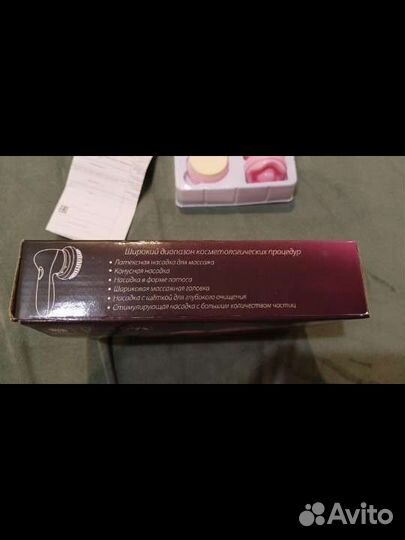 Широкий диапазон косметологических процедур
• Латексная насадка для массажа
• Конусная насадка
• Насадка в форме лотоса
• Шариковая массажная головка
• Насадка с щёткой для глубокого очищения
• Стимулирующая насадка с большим количеством частиц
Avito